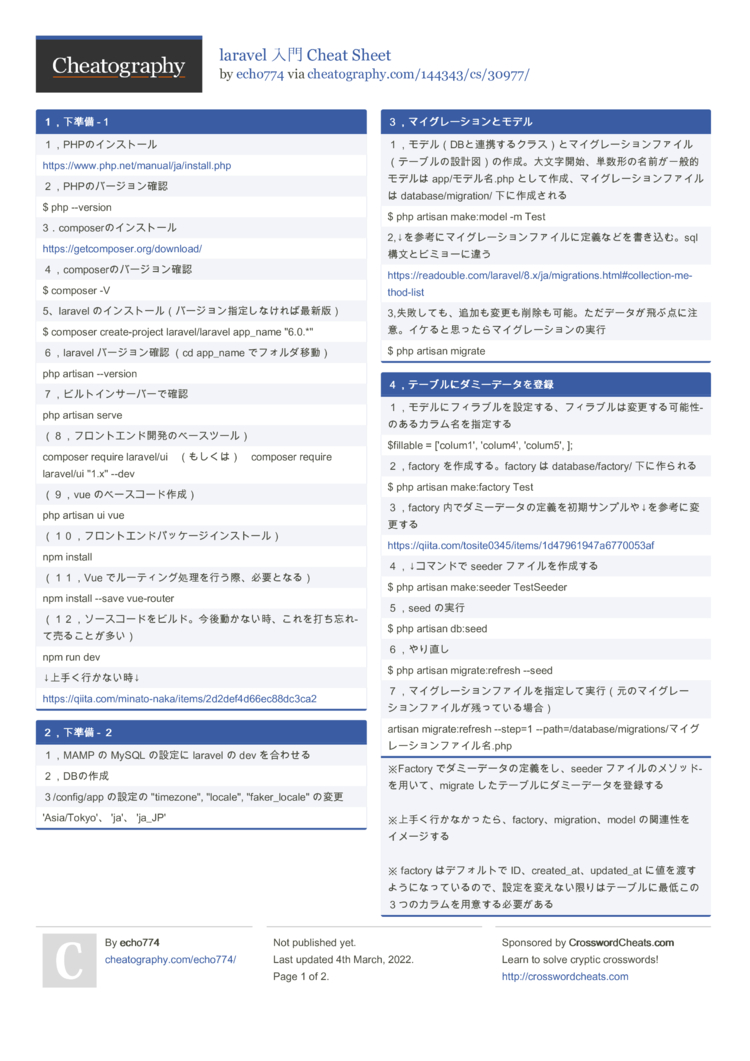 Cheatography
laravel 入門 Cheat Sheet
by echo774 via cheatography.com/144343/cs/30977/
１，下準備 - 1
１，PHPのインストール
https://www.php.net/manual/ja/install.php
２，PHPのバージョン確認
$ php --version
３．composerのインストール
https://getcomposer.org/download/
４，composerのバージョン確認
$ composer -V
5、laravel のインストール（バージョン指定しなければ最新版）
$ composer create-project laravel/laravel app_name "6.0.*"
６，laravel バージョン確認 （cd app_name でフォルダ移動）
php artisan --version
７，ビルトインサーバーで確認
php artisan serve
（８，フロントエンド開発のベースツール）
composer require laravel/ui　（もしくは）　composer require
laravel/ui "1.x" --dev
（９，vue のベースコード作成）
php artisan ui vue
（１０，フロントエンドパッケージインストール）
npm install
（１１，Vue でルーティング処理を行う際、必要となる）
npm install --save vue-router
（１２，ソースコードをビルド。今後動かない時、これを打ち忘れ-
て売ることが多い）
npm run dev
↓上手く行かない時↓
https://qiita.com/minato-naka/items/2d2def4d66ec88dc3ca2
２，下準備 - ２
１，MAMP の MySQL の設定に laravel の dev を合わせる
２，DBの作成
３/config/app の設定の "timezone", "locale", "faker_locale" の変更
'Asia/Tokyo'、 'ja'、 'ja_JP'
３，マイグレーションとモデル
１，モデル（DBと連携するクラス）とマイグレーションファイル
（テーブルの設計図）の作成。大文字開始、単数形の名前が一般的
モデルは app/モデル名.php として作成、マイグレーションファイル
は database/migration/ 下に作成される
$ php artisan make:model -m Test
2,↓を参考にマイグレーションファイルに定義などを書き込む。sql
構文とビミョーに違う
https://readouble.com/laravel/8.x/ja/migrations.html#collection-me-
thod-list
3,失敗しても、追加も変更も削除も可能。ただデータが飛ぶ点に注
意。イケると思ったらマイグレーションの実行
$ php artisan migrate
４，テーブルにダミーデータを登録
１，モデルにフィラブルを設定する、フィラブルは変更する可能性-
のあるカラム名を指定する
$fillable = ['colum1', 'colum4', 'colum5', ];
２，factory を作成する。factory は database/factory/ 下に作られる
$ php artisan make:factory Test
３，factory 内でダミーデータの定義を初期サンプルや↓を参考に変
更する
https://qiita.com/tosite0345/items/1d47961947a6770053af
４，↓コマンドで seeder ファイルを作成する
$ php artisan make:seeder TestSeeder
５，seed の実行
$ php artisan db:seed
６，やり直し
$ php artisan migrate:refresh --seed
７，マイグレーションファイルを指定して実行（元のマイグレー
ションファイルが残っている場合）
artisan migrate:refresh --step=1 --path=/database/migrations/マイグ
レーションファイル名.php
※Factory でダミーデータの定義をし、seeder ファイルのメソッド-
を用いて、migrate したテーブルにダミーデータを登録する
※上手く行かなかったら、factory、migration、model の関連性を
イメージする
※ factory はデフォルトで ID、created_at、updated_at に値を渡す
ようになっているので、設定を変えない限りはテーブルに最低この
３つのカラムを用意する必要がある
C
By echo774
cheatography.com/echo774/
Not published yet.
Last updated 4th March, 2022.
Page 1 of 2.
Sponsored by CrosswordCheats.com
Learn to solve cryptic crosswords!
http://crosswordcheats.com